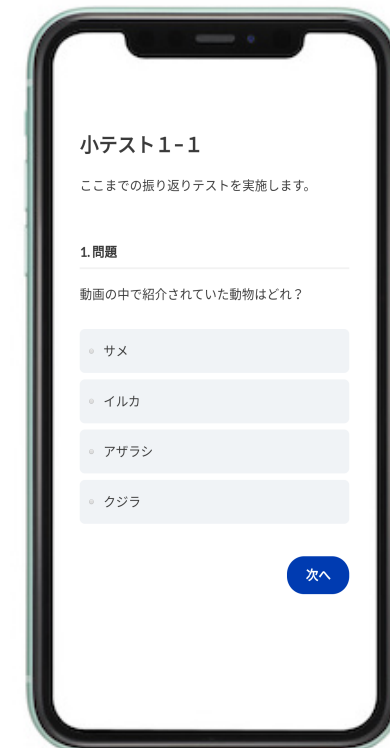 小テスト１−１
ここまでの振り返りテストを実施します。
1. 問題
動画の中で紹介されていた動物はどれ？
サメ
イルカ
アザラシ
クジラ
次へ